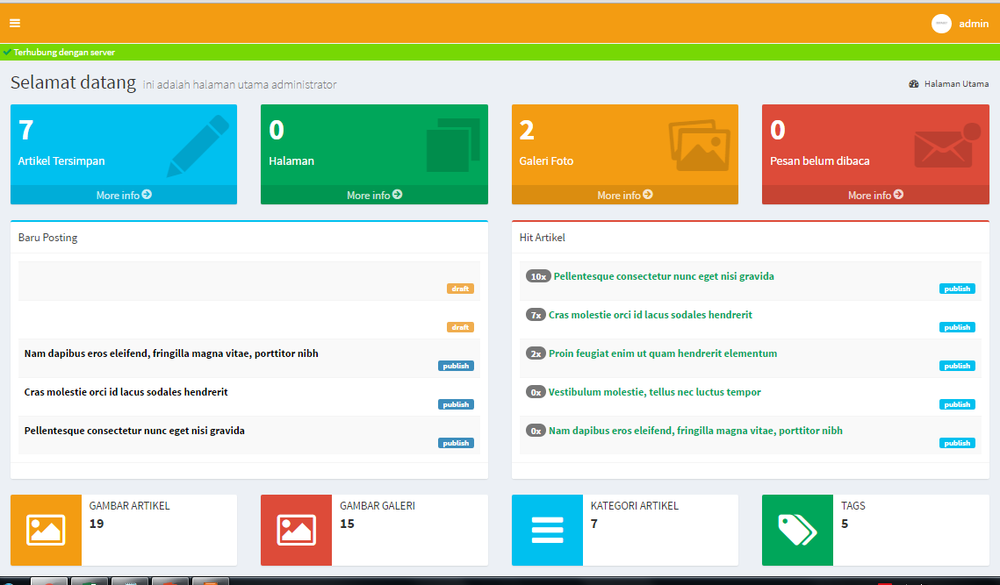 admin
Terhubung dengan server
Selamat datang ini adalah halaman utama administrator
Halaman Utama
7
Artikel Tersimpan
More info
0
Halaman
More info
2
Galeri Foto
More info
0
Pesan belum dibaca
More info
Baru Posting
draft
draft
Nam dapibus eros eleifend, fringilla magna vitae, porttitor nibh
publish
Cras molestie orci id lacus sodales hendrerit
publish
Pellentesque consectetur nunc eget nisi gravida
publish
Hit Artikel
10x Pellentesque consectetur nunc eget nisi gravida
publish
7x Cras molestie orci id lacus sodales hendrerit
publish
2x Proin feugiat enim ut quam hendrerit elementum
publish
0x Vestibulum molestie, tellus nec luctus tempor
publish
0x Nam dapibus eros eleifend, fringilla magna vitae, porttitor nibh
publish
GAMBAR ARTIKEL
19
GAMBAR GALERI
15
KATEGORI ARTIKEL
7
TAGS
5